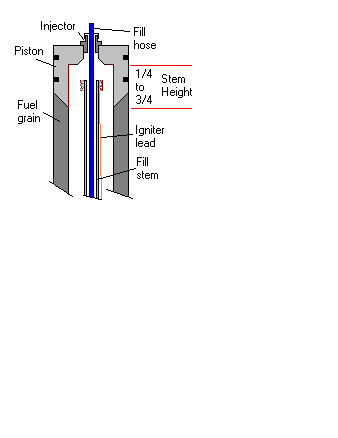 Injector
Fill
hose
Piston
1/4
to
3/4
Stem
Height
Fuel
grain
Igniter
lead
Fill
stem